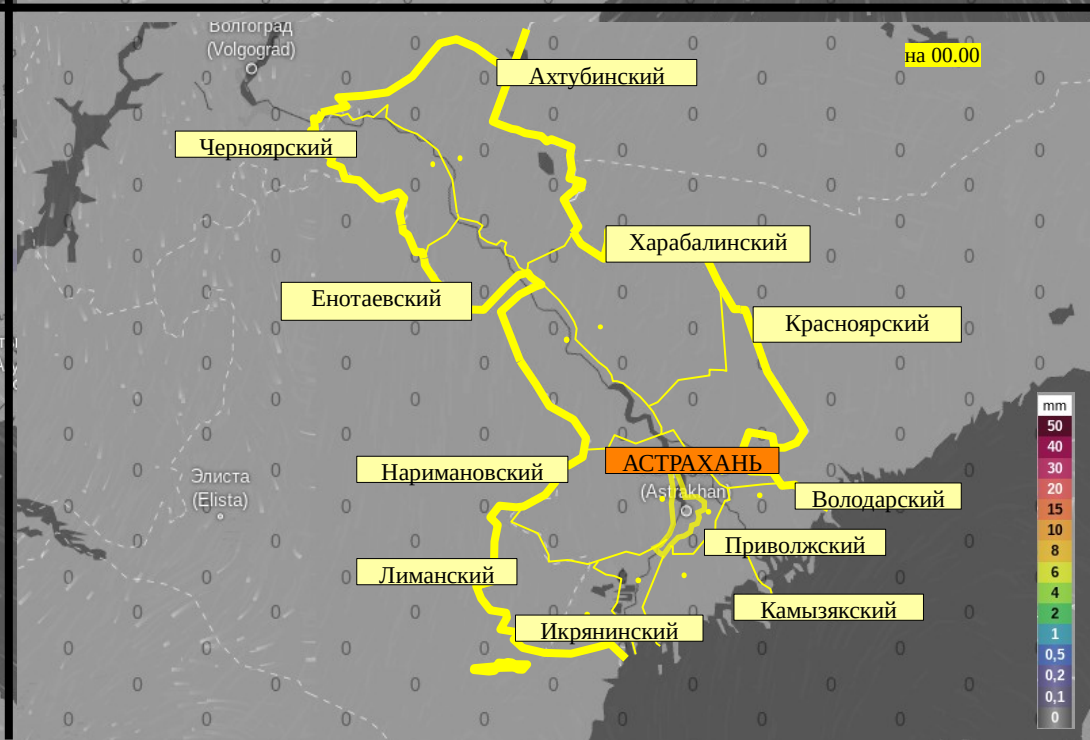 Волгоград
(Volgograd)
на 00.00
Ахтубинский
Черноярский
Харабалинский
Енотаевский
Красноярский
mm
50
40
30
20
15
10
8
6
4
2
1
0,5
0,2
0,1
0
АСТРАХАНЬ
Наримановский
(Astrakhan)
Элиста
(Elista)
Володарский
Приволжский
Лиманский
Камызякский
Икрянинский